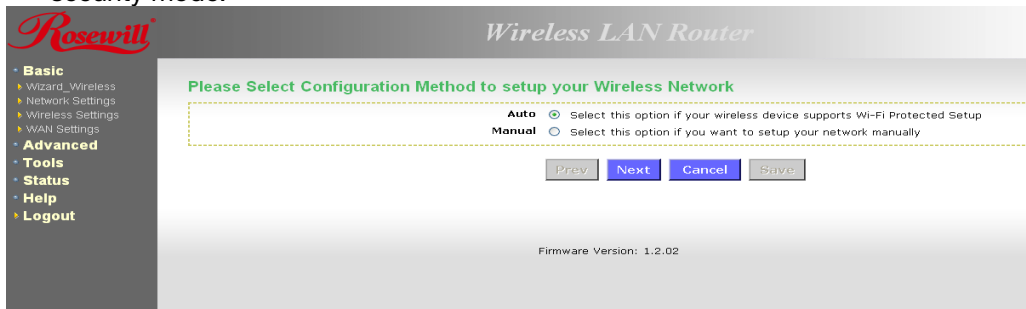 security mode.
Rosewill
Wireless LAN Router
Basic
Wizard_Wireless
Network Settings
Wireless Settings
WAN Settings
Advanced
Tools
Status
Help
Logout
Please Select Configuration Method to setup your Wireless Network
Auto Select this option if your wireless device supports Wi-Fi Protected Setup
Manual Select this option if you want to setup your network manually
Prev Next Cancel Save
Firmware Version: 1.2.02